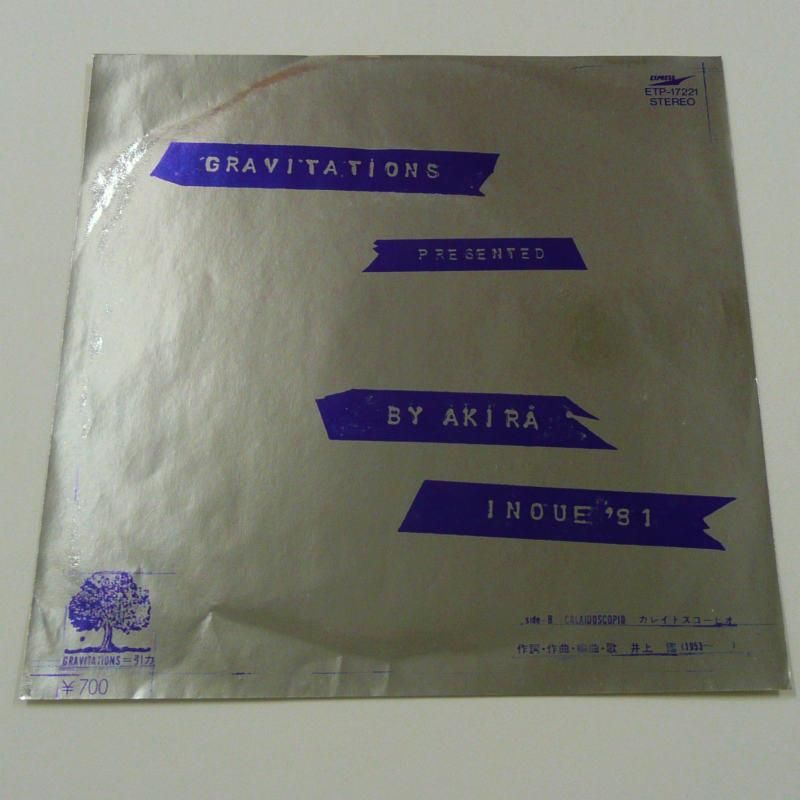 EXPRESS
ETP-17221
STEREO
GRAVITATIONS
PRESENTED
BY AKIRA
INOUE '81
side-B CALAIDOSCOPIO カレイドスコーピオ
作詞・作曲・編曲・歌 井上 鑑 (1953– )
GRAVITATIONS=引力
¥700